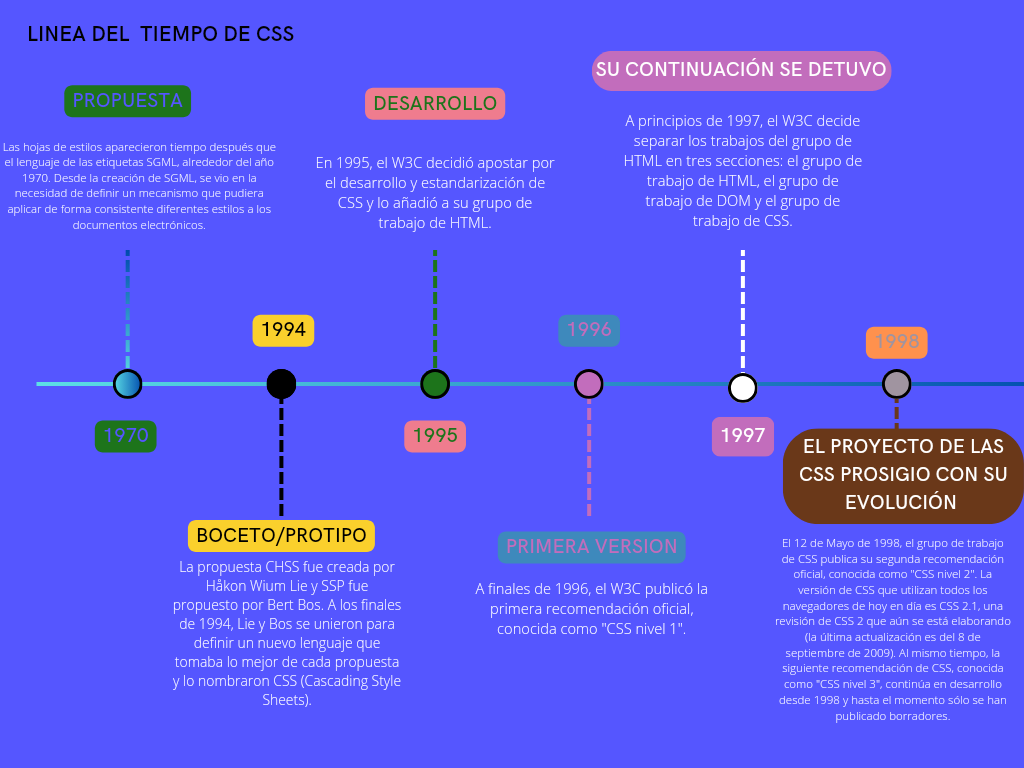 LINEA DEL TIEMPO DE CSS
PROPUESTA
Las hojas de estilos aparecieron tiempo después que
el lenguaje de las etiquetas SGML, alrededor del año
1970. Desde la creación de SGML, se vio en la
necesidad de definir un mecanismo que pudiera
aplicar de forma consistente diferentes estilos a los
documentos electrónicos.
1970
1994
BOCETO/PROTIPO
La propuesta CHSS fue creada por
Håkon Wium Lie y SSP fue
propuesto por Bert Bos. A los finales
de 1994, Lie y Bos se unieron para
definir un nuevo lenguaje que
tomaba lo mejor de cada propuesta
y lo nombraron CSS (Cascading Style
Sheets).
DESARROLLO
En 1995, el W3C decidió apostar por
el desarrollo y estandarización de
CSS y lo añadió a su grupo de
trabajo de HTML.
1995
1996
PRIMERA VERSION
A finales de 1996, el W3C publicó la
primera recomendación oficial,
conocida como "CSS nivel 1".
SU CONTINUACIÓN SE DETUVO
A principios de 1997, el W3C decide
separar los trabajos del grupo de
HTML en tres secciones: el grupo de
trabajo de HTML, el grupo de
trabajo de DOM y el grupo de
trabajo de CSS.
1997
1998
EL PROYECTO DE LAS
CSS PROSIGIO CON SU
EVOLUCIÓN
El 12 de Mayo de 1998, el grupo de trabajo
de CSS publica su segunda recomendación
oficial, conocida como "CSS nivel 2". La
versión de CSS que utilizan todos los
navegadores de hoy en día es CSS 2.1, una
revisión de CSS 2 que aún se está elaborando
(la última actualización es del 8 de
septiembre de 2009). Al mismo tiempo, la
siguiente recomendación de CSS, conocida
como "CSS nivel 3", continúa en desarrollo
desde 1998 y hasta el momento sólo se han
publicado borradores.